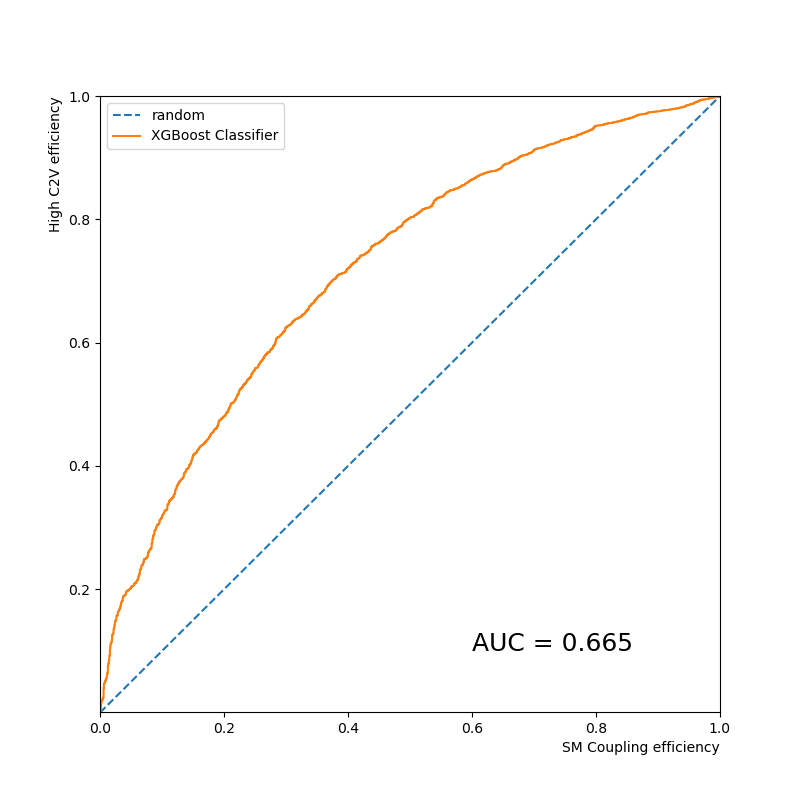 random
XGBoost Classifier
High C2V efficiency
1.0
0.8
0.6
0.4
0.2
AUC = 0.665
0.0 0.2 0.4 0.6 0.8 1.0
SM Coupling efficiency